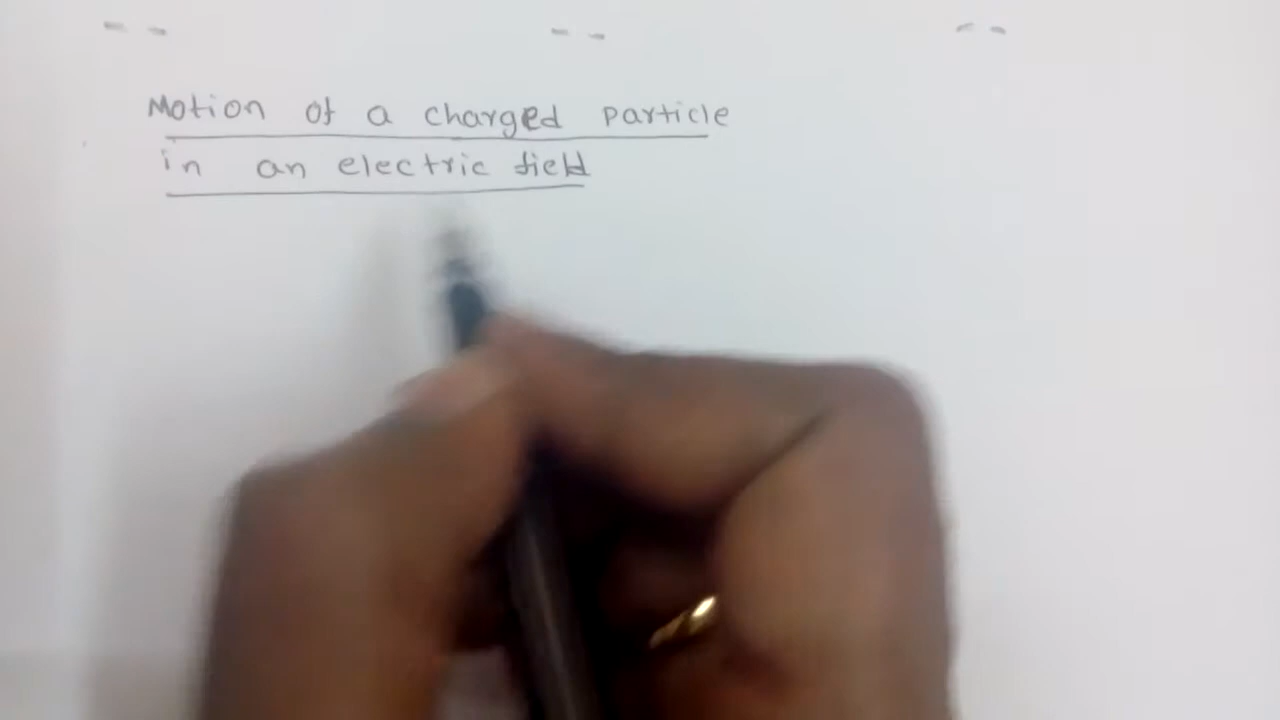 Motion of a charged particle
in an electric field